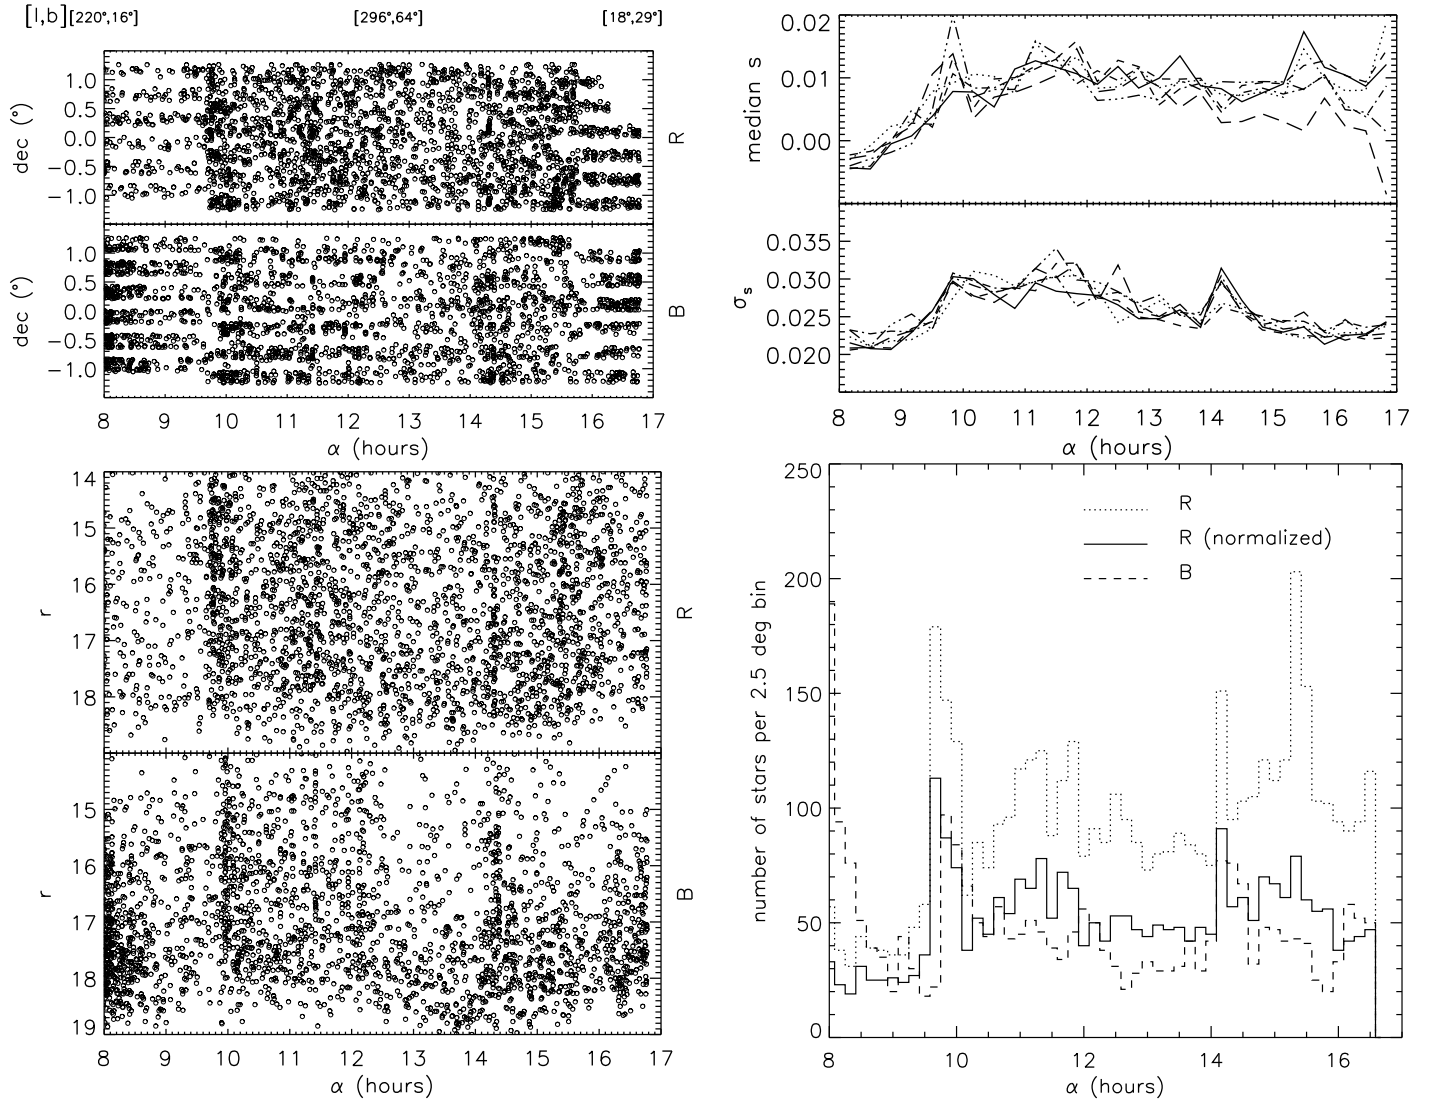 [l,b] [220°,16°] [296°,64°] [18°,29°]
dec (°)
1.0
0.5
0.0
−0.5
−1.0
R
dec (°)
1.0
0.5
0.0
−0.5
−1.0
B
8 9 10 11 12 13 14 15 16 17
α (hours)
median s
0.02
0.01
0.00
σs
0.035
0.030
0.025
0.020
8 9 10 11 12 13 14 15 16 17
α (hours)
r
14
15
16
17
18
R
r
15
16
17
18
19
B
8 9 10 11 12 13 14 15 16 17
α (hours)
number of stars per 2.5 deg bin
250
200
150
100
50
0
R
R (normalized)
B
8 10 12 14 16
α (hours)